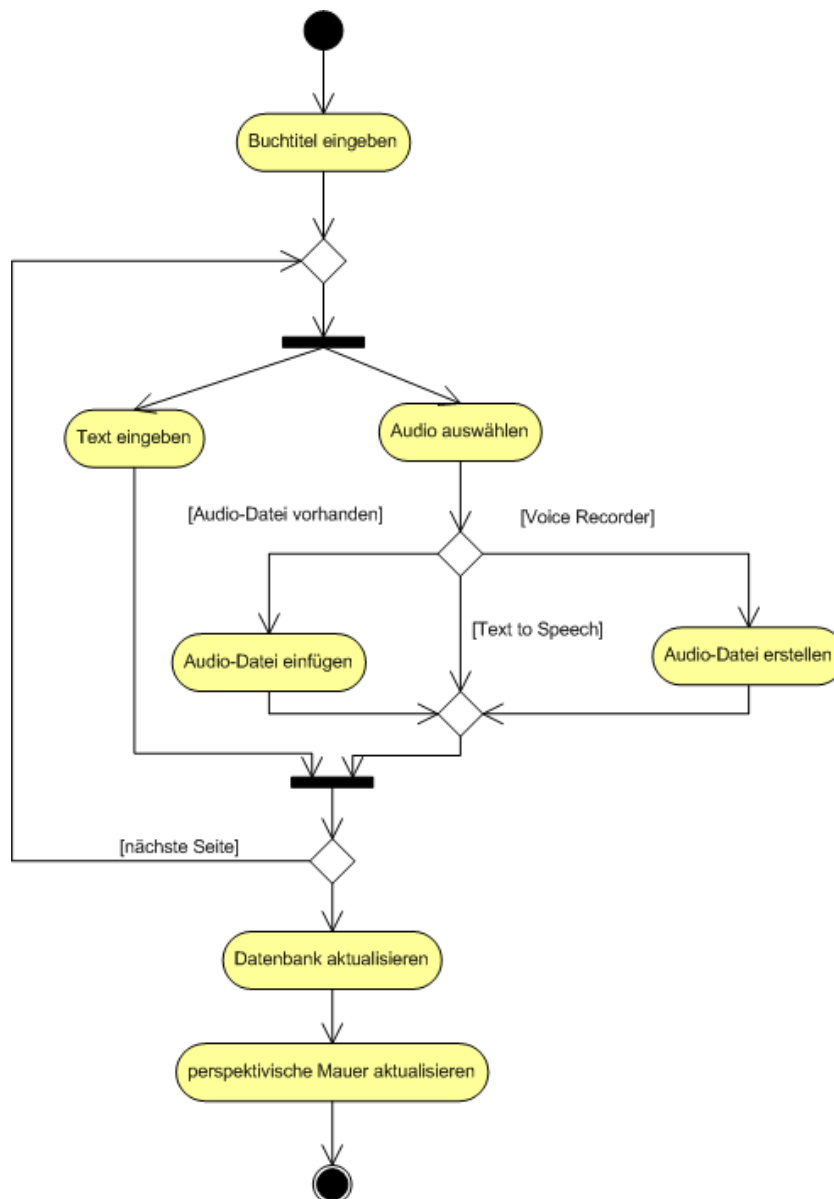 Buchtitel eingeben
Text eingeben
Audio auswählen
[Audio-Datei vorhanden]
[Voice Recorder]
[Text to Speech]
Audio-Datei einfügen
Audio-Datei erstellen
[nächste Seite]
Datenbank aktualisieren
perspektivische Mauer aktualisieren